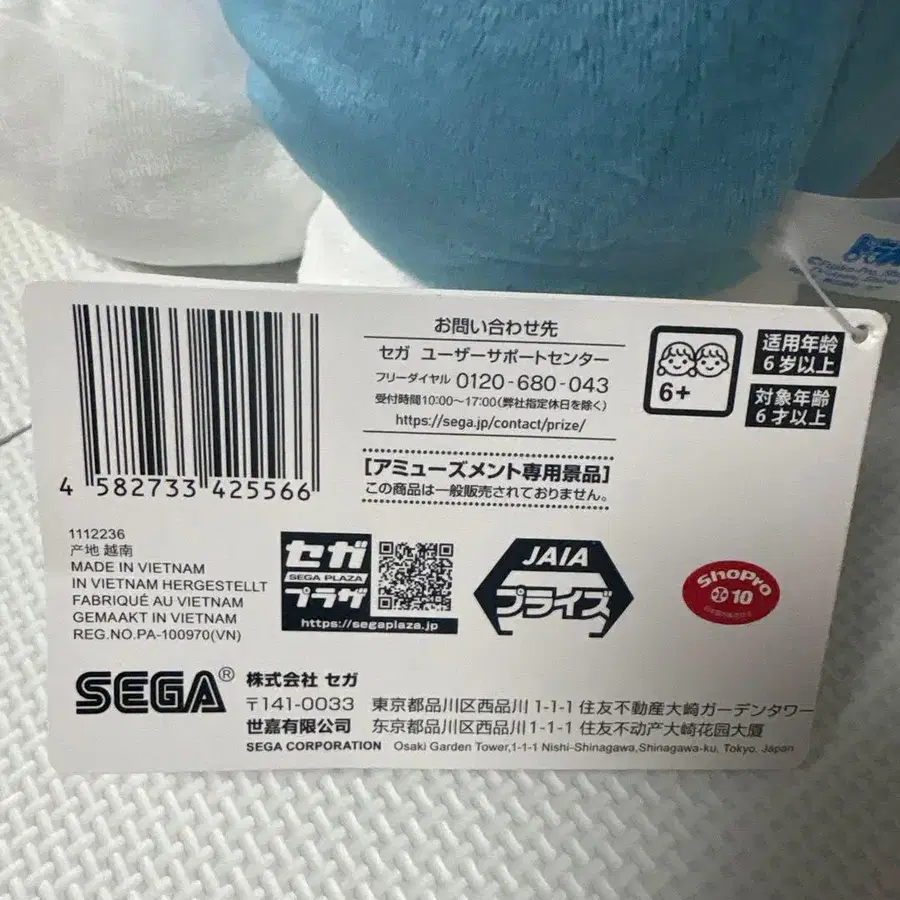 お問い合わせ先
セガ ユーザーサポートセンター
フリーダイヤル 0120-680-043
受付時間10:00〜17:00(弊社指定休日を除く)
https://sega.jp/contact/prize/
6+
适用年龄
6岁以上
対象年齢
6才以上
4 582733 425566
[アミューズメント専用景品]
この商品は一般販売されておりません。
1112236
产地 越南
MADE IN VIETNAM
IN VIETNAM HERGESTELLT
FABRIQUÉ AU VIETNAM
GEMAAKT IN VIETNAM
REG.NO.PA-100970(VN)
セガ
SEGA PLAZA
プラザ
https://segaplaza.jp
JAIA
プライズ
ShoPro
10
SEGA®
株式会社 セガ
〒141-0033 東京都品川区西品川 1-1-1 住友不動産大崎ガーデンタワー
世嘉有限公司 东京都品川区西品川1-1-1 住友不动产大崎花园大厦
SEGA CORPORATION Osaki Garden Tower,1-1-1 Nishi-Shinagawa,Shinagawa-ku, Tokyo, Japan